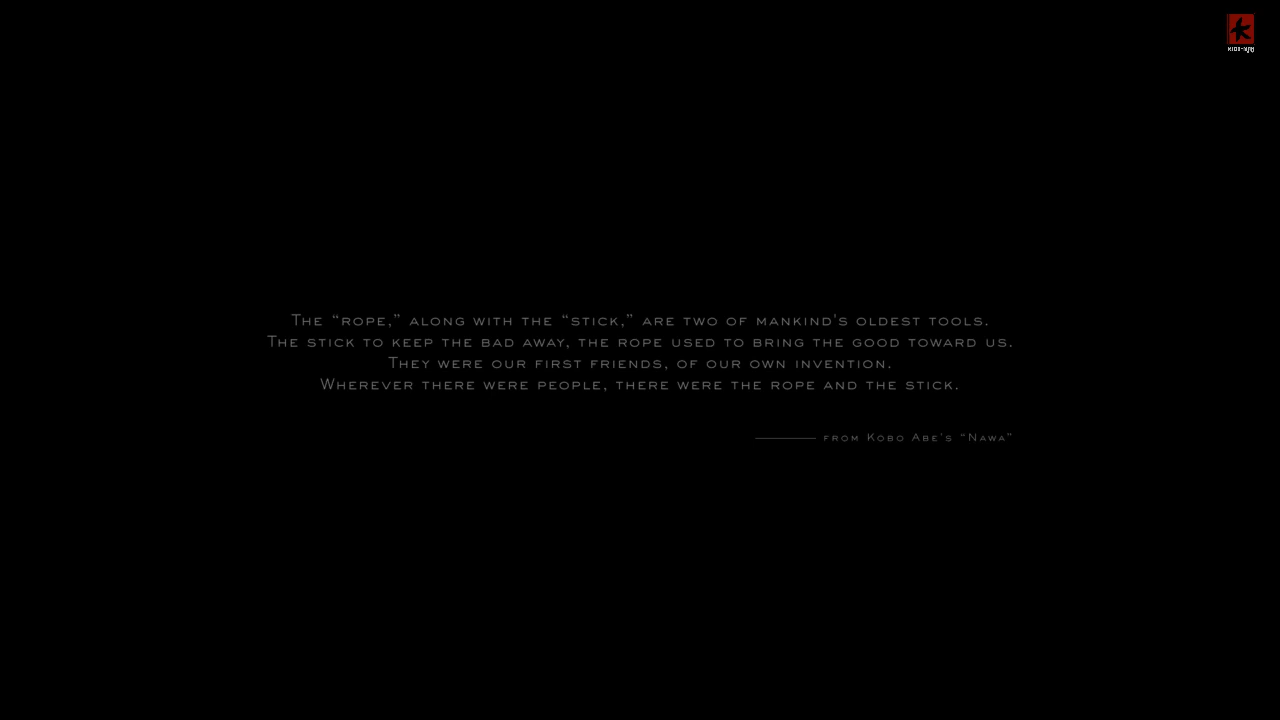 The “rope,” along with the “stick,” are two of mankind's oldest tools.
The stick to keep the bad away, the rope used to bring the good toward us.
They were our first friends, of our own invention.
Wherever there were people, there were the rope and the stick.
from Kobo Abe's “Nawa”